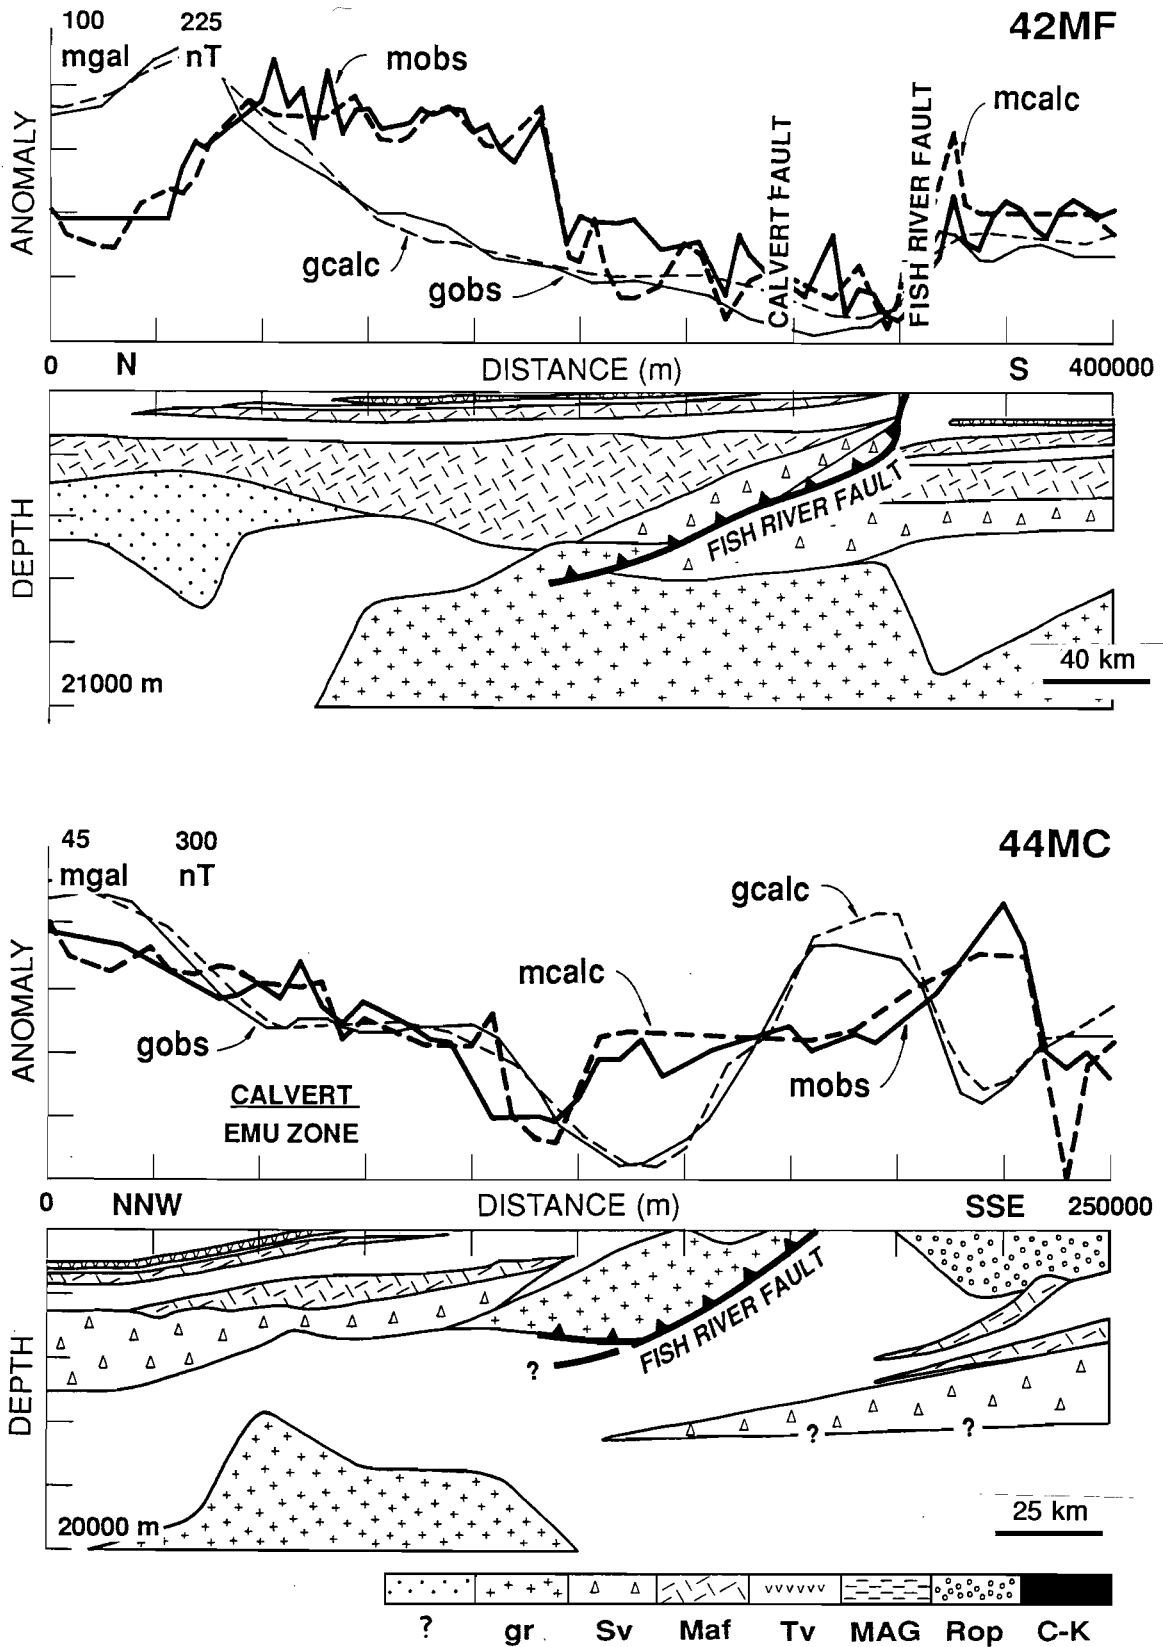 100 225 42MF
mgal nT mobs
mcalc
ANOMALY
CALVERT FAULT
FISH RIVER FAULT
gcalc
gobs
0 N DISTANCE (m) S 400000
DEPTH
FISH RIVER FAULT
40 km
21000 m
45 300 44MC
mgal nT gcalc
ANOMALY
mcalc
gobs
mobs
CALVERT
EMU ZONE
0 NNW DISTANCE (m) SSE 250000
DEPTH
FISH RIVER FAULT
?
? ?
25 km
20000 m
? gr Sv Maf Tv MAG Rop C-K